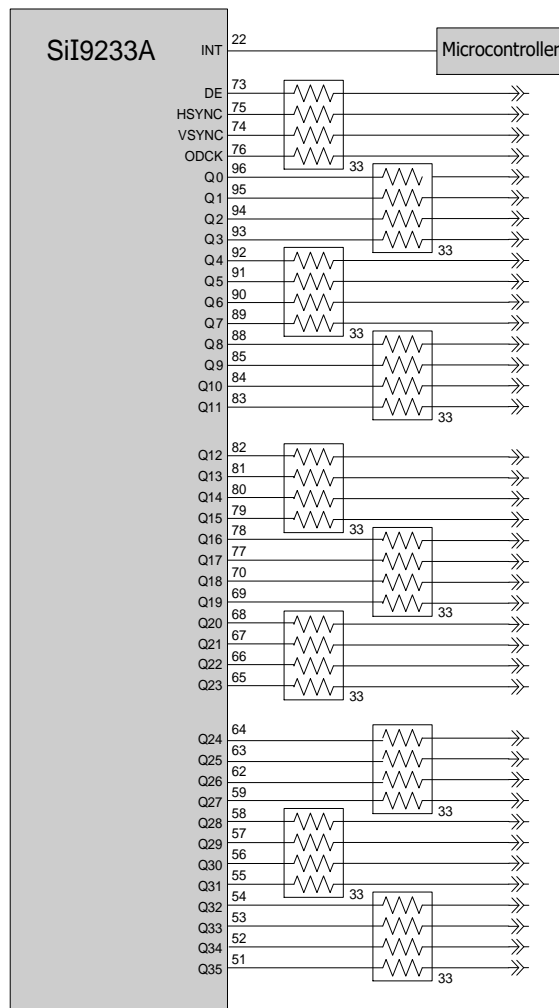 SiI9233A
INT 22 Microcontroller
DE 73
HSYNC 75
VSYNC 74
ODCK 76
33
Q0 96
Q1 95
Q2 94
Q3 93
33
Q4 92
Q5 91
Q6 90
Q7 89
33
Q8 88
Q9 85
Q10 84
Q11 83
33
Q12 82
Q13 81
Q14 80
Q15 79
33
Q16 78
Q17 77
Q18 70
Q19 69
33
Q20 68
Q21 67
Q22 66
Q23 65
33
Q24 64
Q25 63
Q26 62
Q27 59
33
Q28 58
Q29 57
Q30 56
Q31 55
33
Q32 54
Q33 53
Q34 52
Q35 51
33